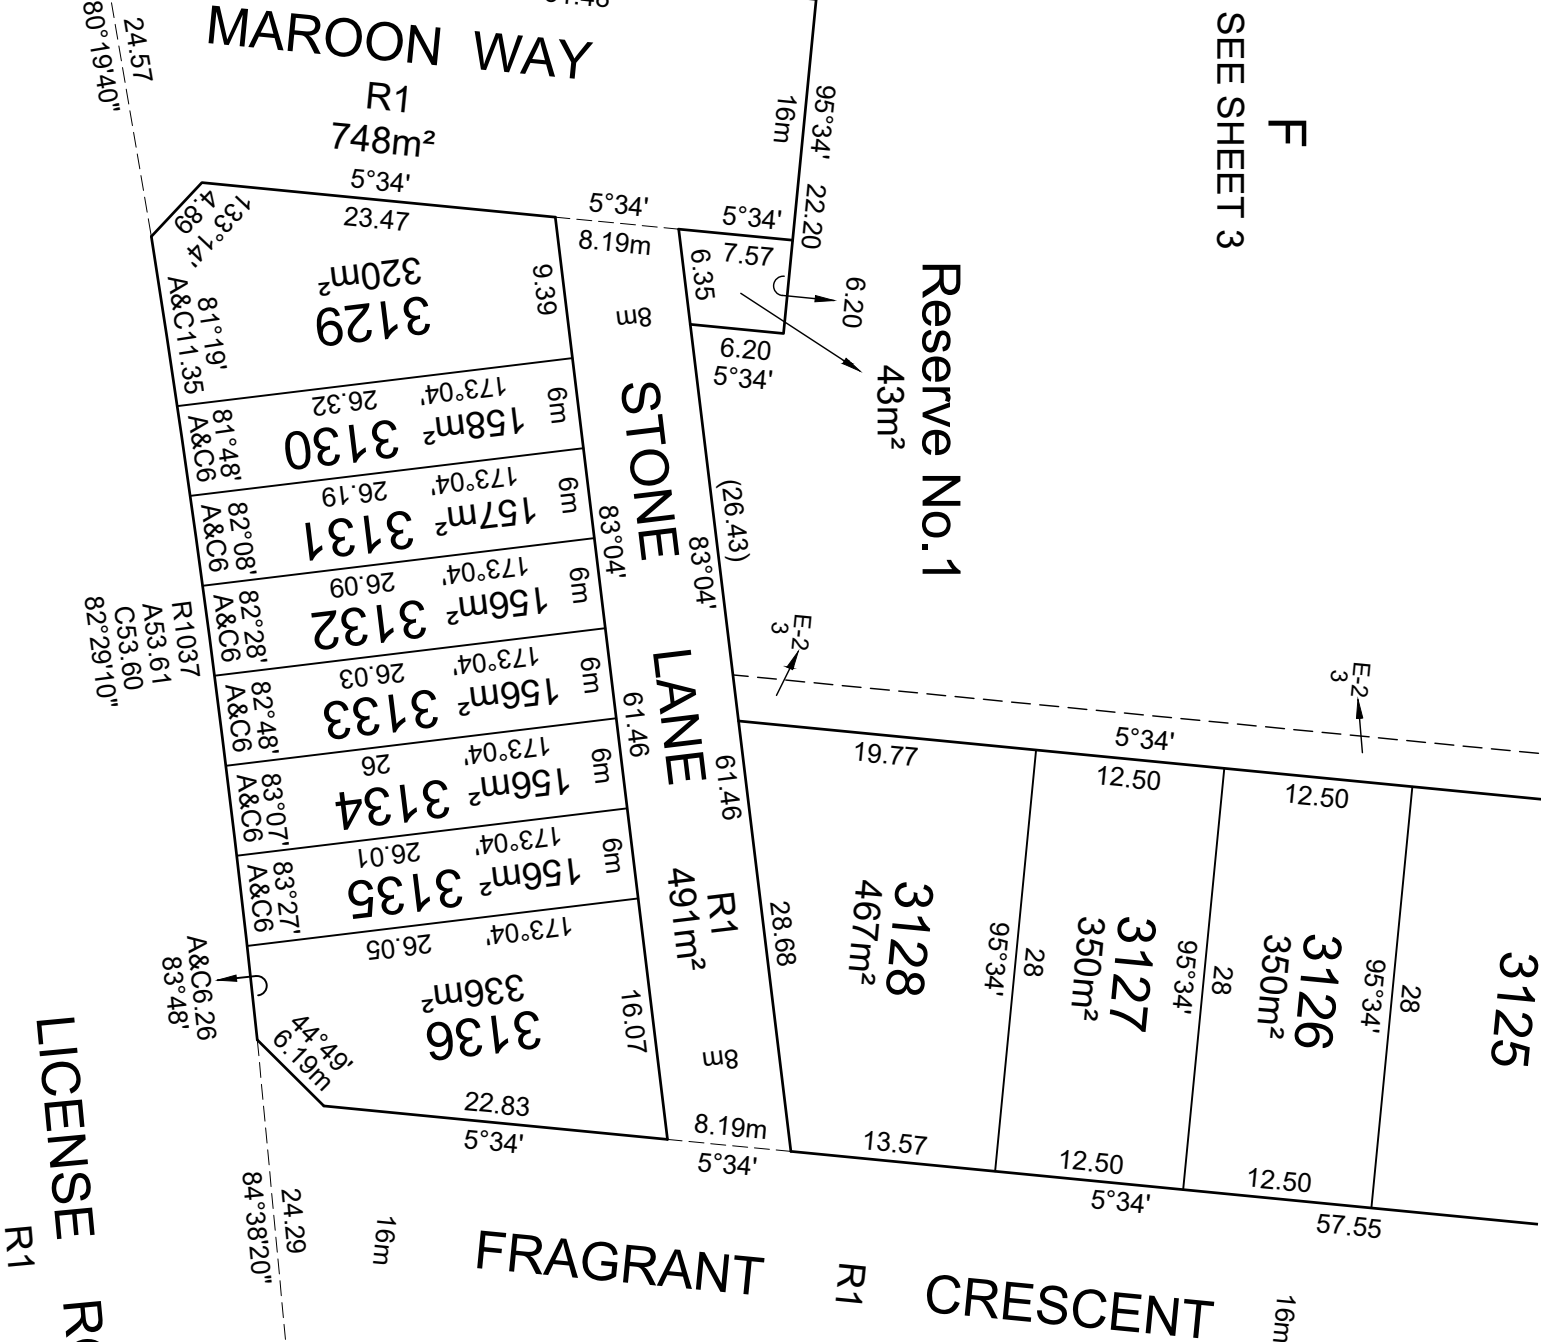 MAROON WAY
R1
748m²
24.57
80°19'40"
5°34'
23.47
4.89
133°14'
81°19'
A&C11.35
320m²
3129
9.39
5°34'
8.19m
8m
5°34'
7.57
6.35
6.20
6.20
5°34'
95°34'
16m
22.20
Reserve No.1
43m²
F
SEE SHEET 3
26.32
173°04'
3130
158m²
6m
81°48'
A&C6
26.19
173°04'
3131
157m²
6m
82°08'
A&C6
26.09
173°04'
3132
156m²
6m
82°28'
A&C6
26.03
173°04'
3133
156m²
6m
82°48'
A&C6
26
173°04'
3134
156m²
6m
83°07'
A&C6
26.01
173°04'
3135
156m²
6m
83°27'
A&C6
26.05
173°04'
336m²
3136
16.07
44°49'
6.19m
22.83
5°34'
A&C6.26
83°48'
R1037
A53.61
C53.60
82°29'10"
STONE LANE
R1
491m²
83°04'
61.46
(26.43)
83°04'
61.46
28.68
8m
8.19m
5°34'
E-2
3
E-2
3
5°34'
19.77
12.50
12.50
3128
467m²
95°34'
28
3127
350m²
95°34'
28
3126
350m²
95°34'
28
3125
13.57
12.50
5°34'
12.50
57.55
FRAGRANT CRESCENT
R1
16m
16m
24.29
84°38'20"
LICENSE
R1